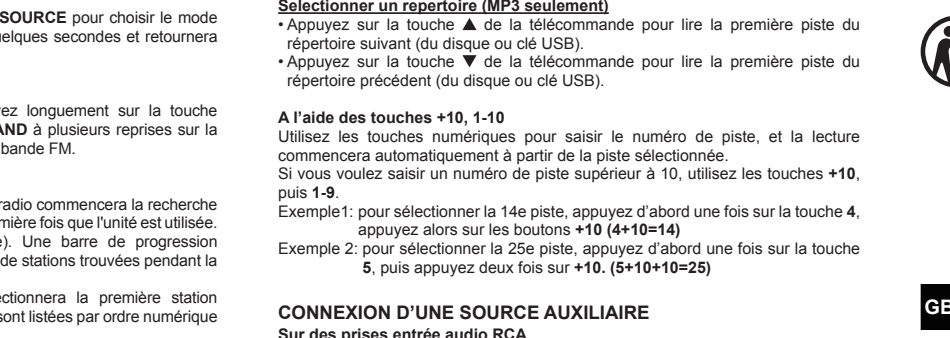 SOURCE pour choisir le mode
uelques secondes et retournera
ez longuement sur la touche
AND à plusieurs reprises sur la
bande FM.
radio commencera la recherche
mière fois que l'unité est utilisée.
e). Une barre de progression
de stations trouvées pendant la
ectionnera la première station
sont listées par ordre numérique
Sélectionner un répertoire (MP3 seulement)
• Appuyez sur la touche ▲ de la télécommande pour lire la première piste du
répertoire suivant (du disque ou clé USB).
• Appuyez sur la touche ▼ de la télécommande pour lire la première piste du
répertoire précédent (du disque ou clé USB).
A l’aide des touches +10, 1-10
Utilisez les touches numériques pour saisir le numéro de piste, et la lecture
commencera automatiquement à partir de la piste sélectionnée.
Si vous voulez saisir un numéro de piste supérieur à 10, utilisez les touches +10,
puis 1-9.
Exemple1: pour sélectionner la 14e piste, appuyez d’abord une fois sur la touche 4,
appuyez alors sur les boutons +10 (4+10=14)
Exemple 2: pour sélectionner la 25e piste, appuyez d’abord une fois sur la touche
5, puis appuyez deux fois sur +10. (5+10+10=25)
CONNEXION D’UNE SOURCE AUXILIAIRE
Sur des prises entrée audio RCA
GB